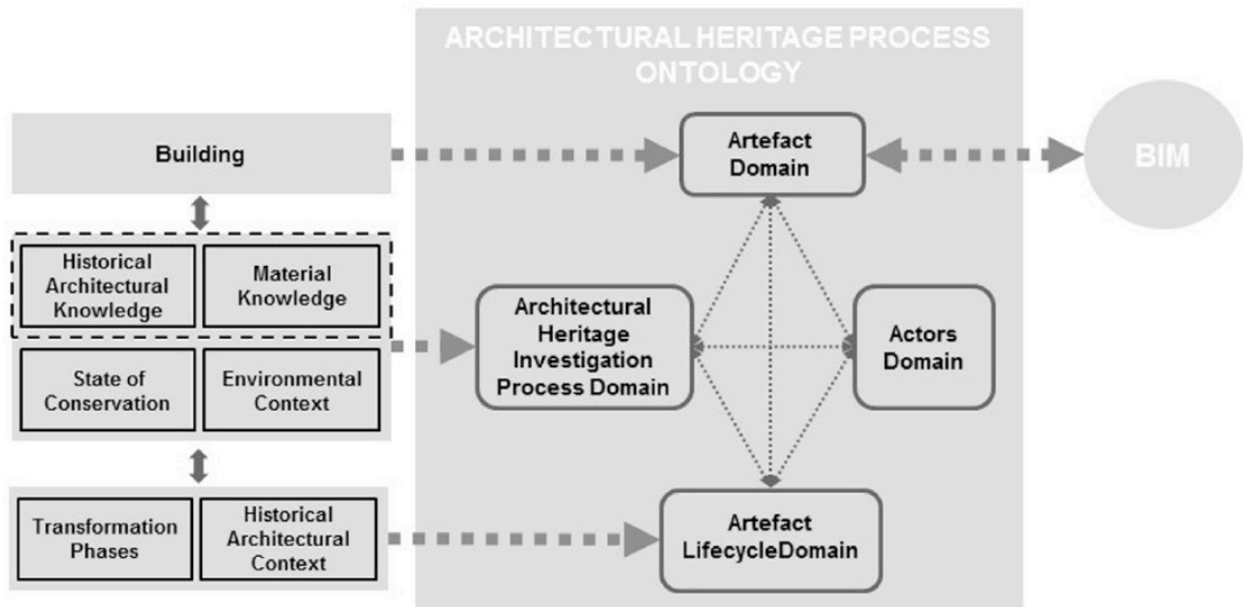 ARCHITECTURAL HERITAGE PROCESS
ONTOLOGY
Building
Artefact
Domain
BIM
Historical
Architectural
Knowledge
Material
Knowledge
Architectural
Heritage
Investigation
Process Domain
Actors
Domain
State of
Conservation
Environmental
Context
Transformation
Phases
Historical
Architectural
Context
Artefact
LifecycleDomain